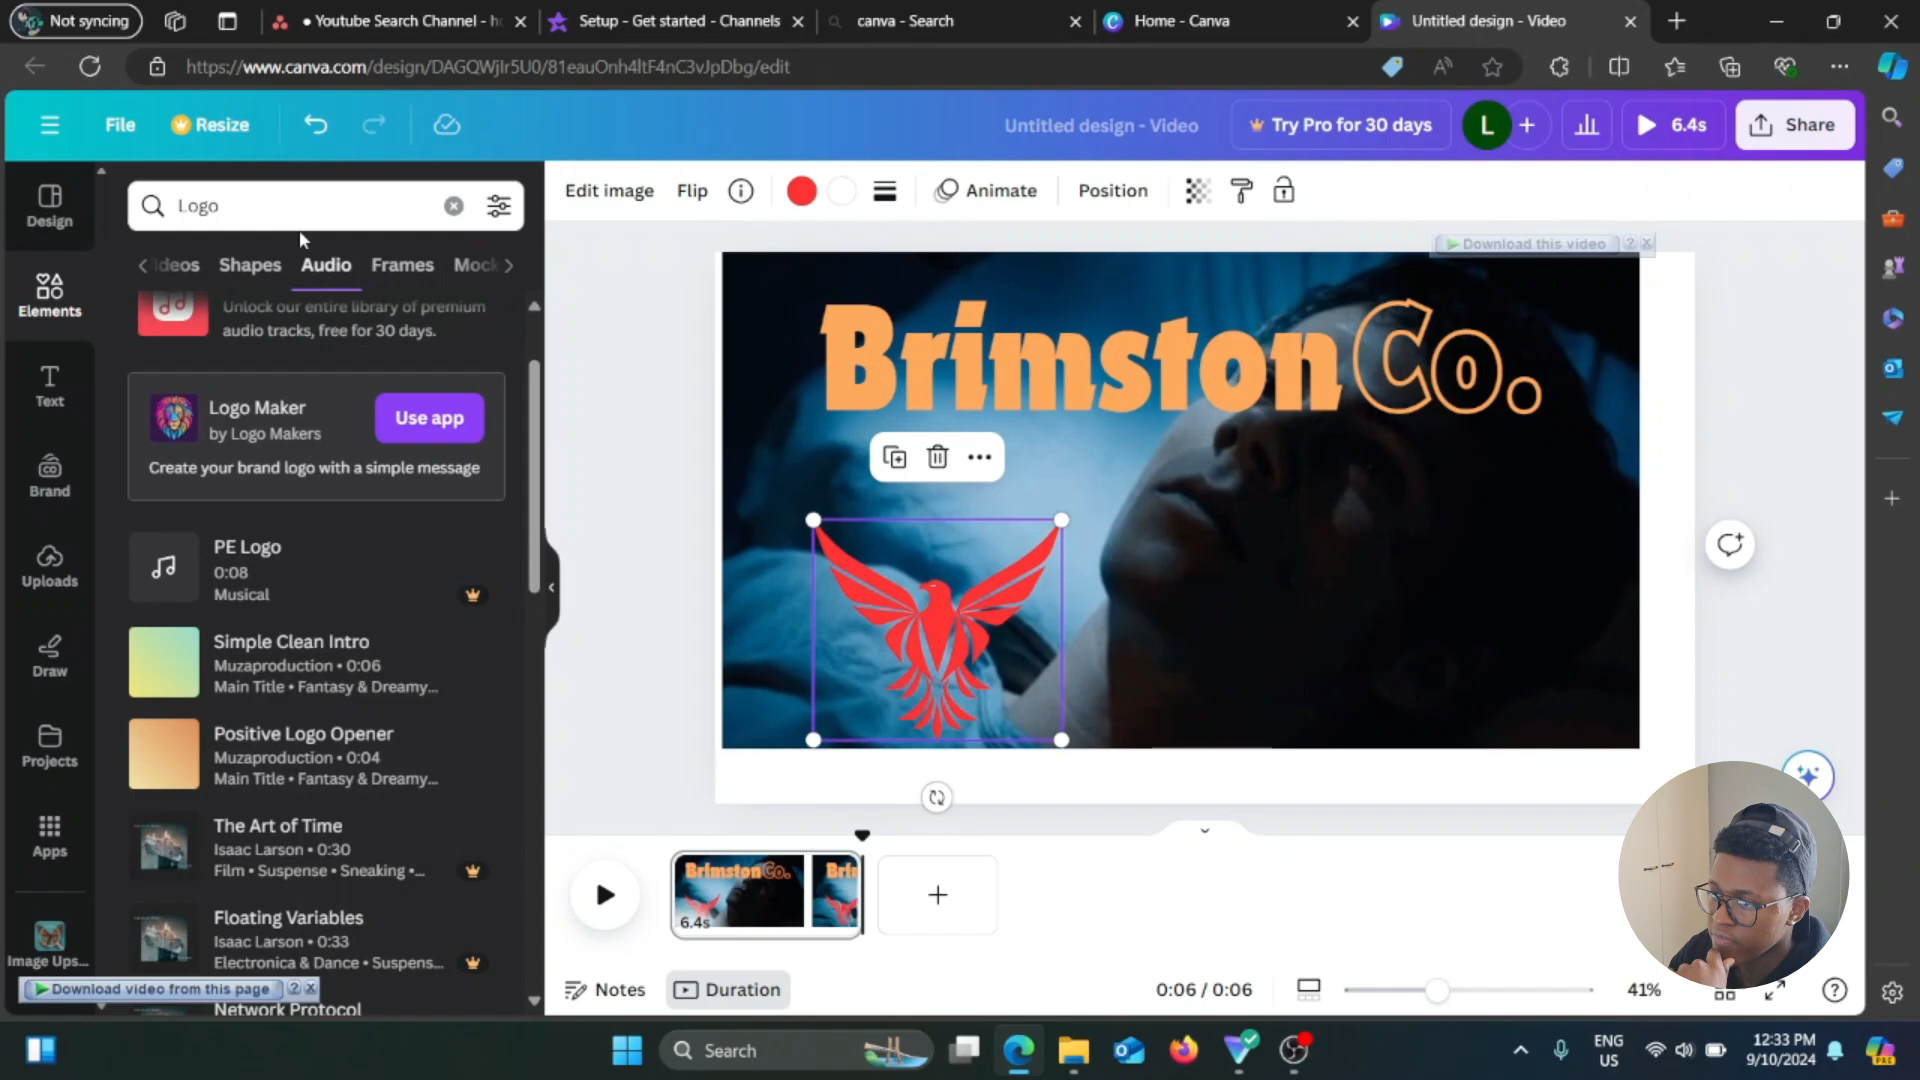 Not syncing
• Youtube Search Channel - h
Setup - Get started - Channels
canva - Search
Home - Canva
Untitled design - Video
https://www.canva.com/design/DAGQWjIr5U0/81eauOnh4ltF4nC3vJpDbg/edit
File
Resize
Untitled design - Video
Try Pro for 30 days
L
6.4s
Share
Design
Elements
Text
Brand
Uploads
Draw
Projects
Apps
Image Ups...
Logo
ideos
Shapes
Audio
Frames
Mock
Unlock our entire library of premium
audio tracks, free for 30 days.
Logo Maker
by Logo Makers
Use app
Create your brand logo with a simple message
PE Logo
0:08
Musical
Simple Clean Intro
Muzaproduction • 0:06
Main Title • Fantasy & Dreamy...
Positive Logo Opener
Muzaproduction • 0:04
Main Title • Fantasy & Dreamy...
The Art of Time
Isaac Larson • 0:30
Film • Suspense • Sneaking •...
Floating Variables
Isaac Larson • 0:33
Electronica & Dance • Suspens...
Network Protocol
Download video from this page
Edit image
Flip
Animate
Position
Download this video
BrimstonCo.
BrimstonCo.
6.4s
Brim
Notes
Duration
0:06 / 0:06
41%
Search
ENG
US
12:33 PM
9/10/2024